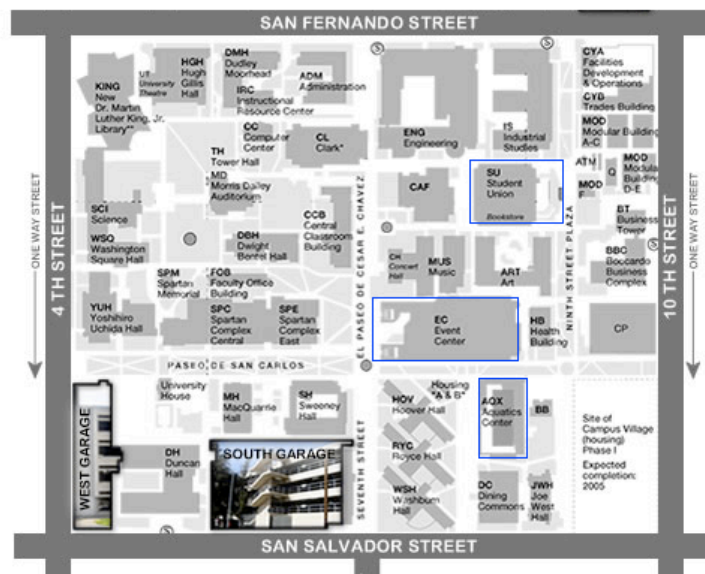 SAN FERNANDO STREET
ONE WAY STREET
4 TH STREET
10 TH STREET
ONE WAY STREET
KING
New
Dr. Martin
Luther King, Jr.
Library**
UT
University
Theatre
HGH
Hugh
Gillis
Hall
DMH
Dudley
Moorhead
IRC
Instructional
Resource Center
ADM
Administration
CC
Computer
Center
CL
Clark*
TH
Tower Hall
MD
Morris Dailey
Auditorium
SCI
Science
WSQ
Washington
Square Hall
DBH
Dwight
Bentel Hall
CCB
Central
Classroom
Building
SPM
Spartan
Memorial
FOB
Faculty Office
Building
YUH
Yoshihiro
Uchida Hall
SPC
Spartan
Complex
Central
SPE
Spartan
Complex
East
EL PASEO DE CESAR E. CHAVEZ
S
S
ENG
Engineering
IS
Industrial
Studies
CAF
SU
Student
Union
Bookstore
CH
Concert
Hall
MUS
Music
ART
Art
EC
Event
Center
HB
Health
Building
NINTH STREET PLAZA
CYA
Facilities
Development
& Operations
CYB
Trades Building
MOD
Modular Building
A-C
ATM
Q
MOD
Modular
Building
D-E
MOD
F
BT
Business
Tower
S
BBC
Boccardo
Business
Complex
CP
PASEO DE SAN CARLOS
WEST GARAGE
University
House
MH
MacQuarrie
Hall
SH
Sweeney
Hall
DH
Duncan
Hall
SOUTH GARAGE
S
SEVENTH STREET
HOV
Hoover Hall
Housing
"A & B"
RYC
Royce Hall
WSH
Washburn
Hall
AQX
Aquatics
Center
BB
DC
Dining
Commons
JWH
Joe
West
Hall
Site of
Campus Village
(housing)
Phase I
Expected
completion:
2005
SAN SALVADOR STREET